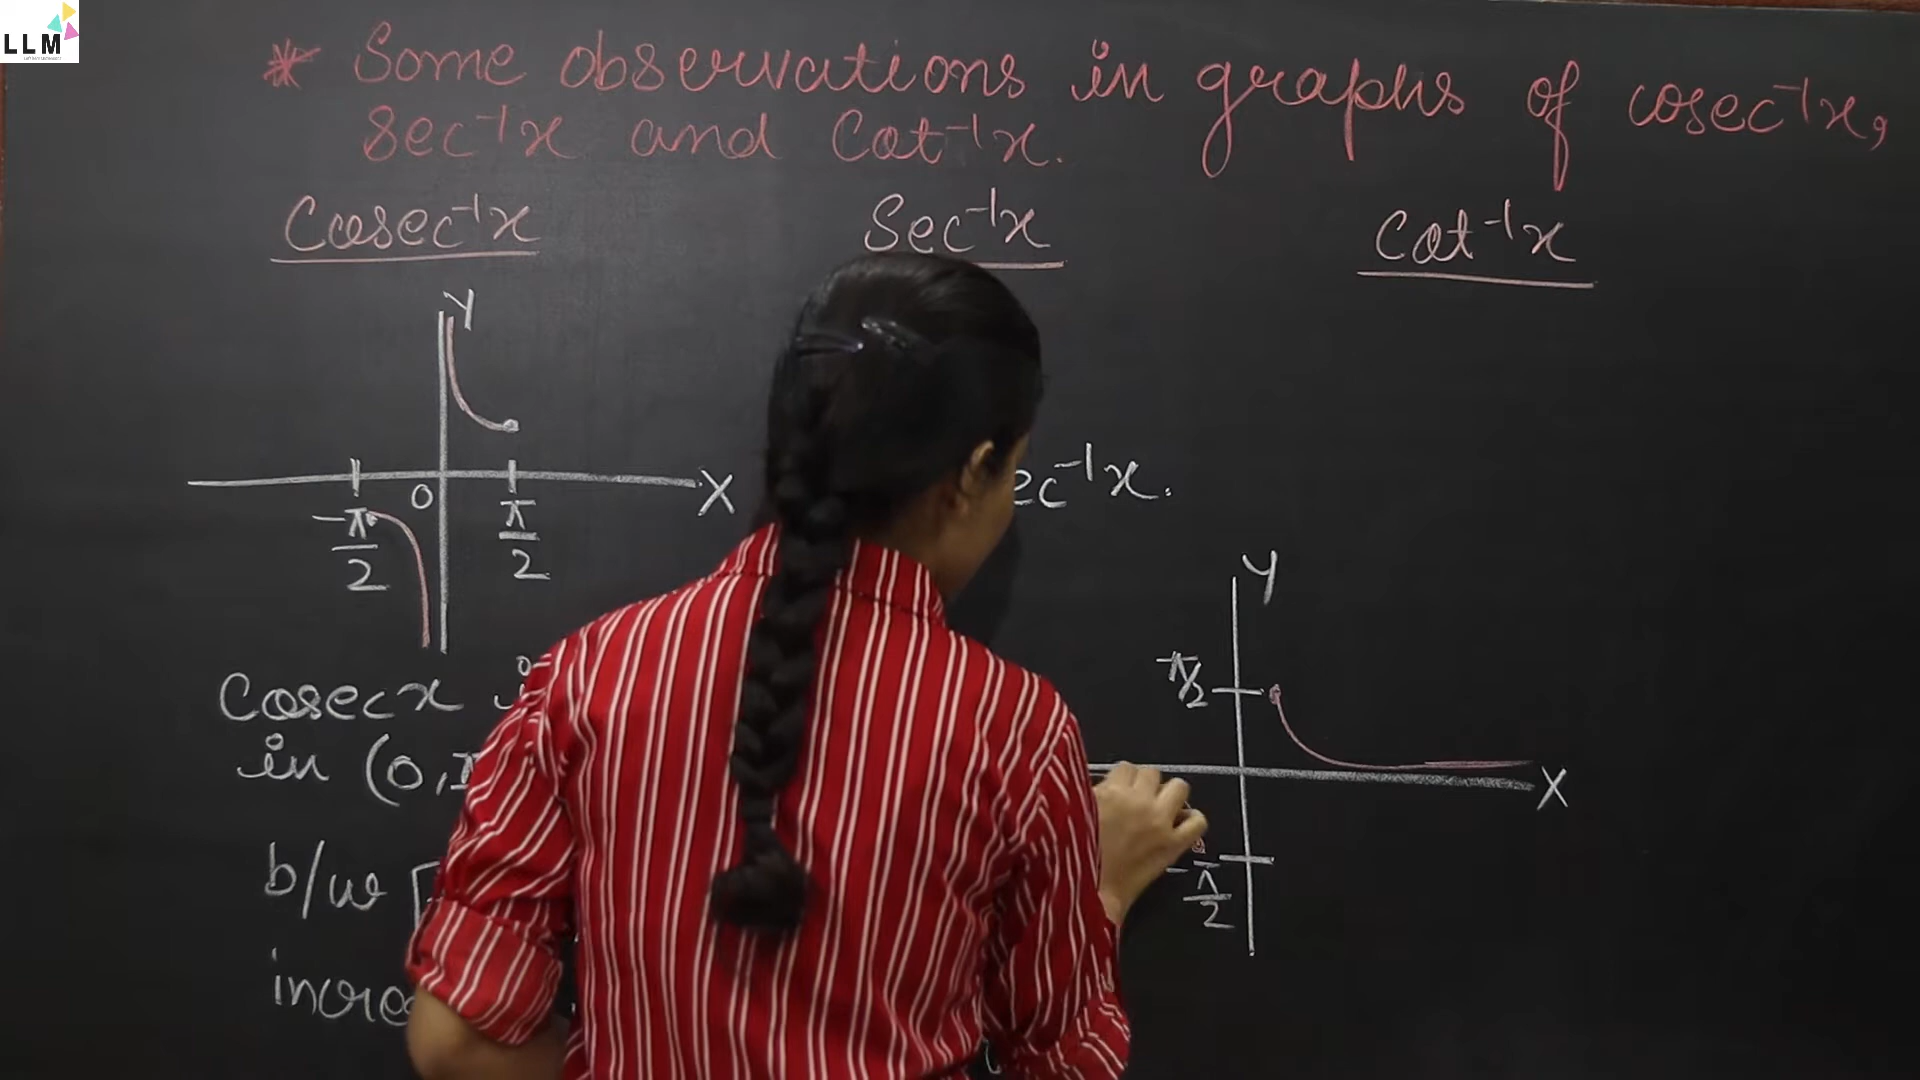 LLM
* Some observations in graphs of cosec⁻¹x,
sec⁻¹x and Cot⁻¹x.
Cosec⁻¹x
Sec⁻¹x
Cot⁻¹x
Y
X
0
-π/2
π/2
ec⁻¹x.
Y
π/2
X
-π/2
Cosecx
in (0,
b/w [
incre